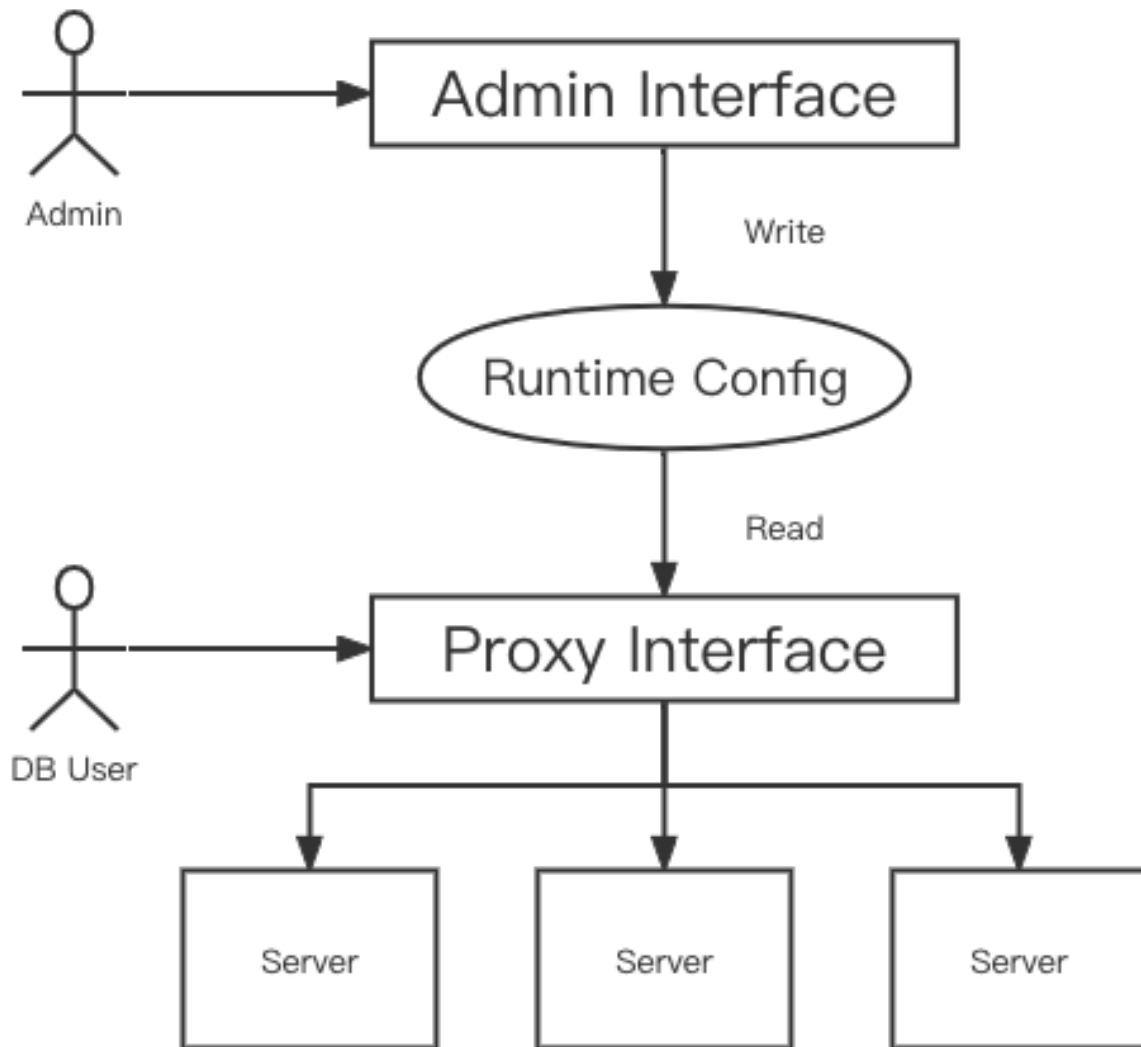 Admin Interface
Admin
Write
Runtime Config
Read
Proxy Interface
DB User
Server
Server
Server